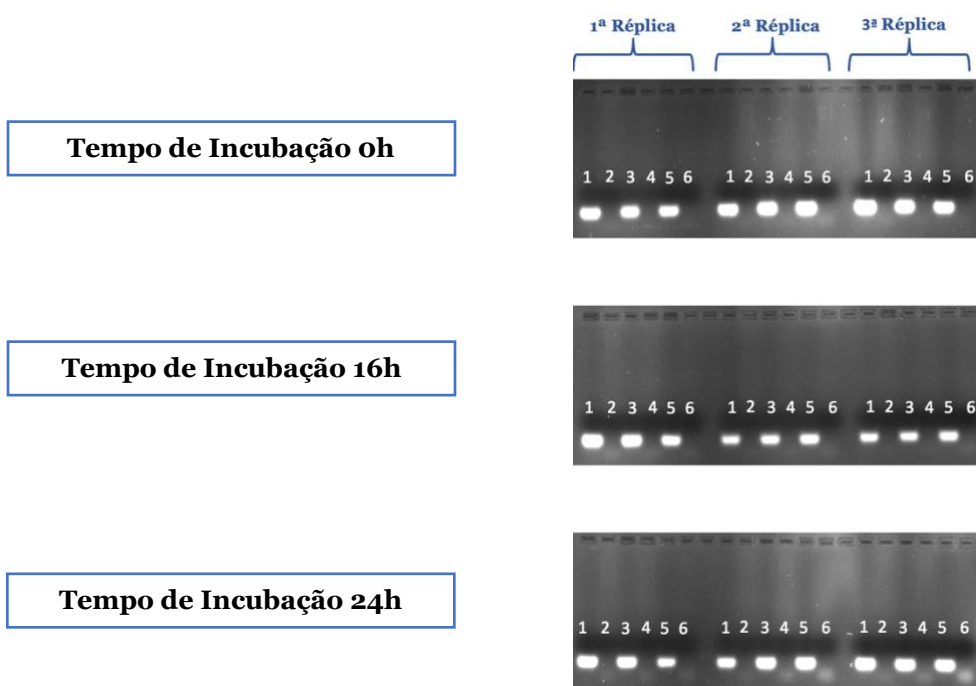 1ª Réplica 2ª Réplica 3ª Réplica
Tempo de Incubação 0h
1 2 3 4 5 6 1 2 3 4 5 6 1 2 3 4 5 6
Tempo de Incubação 16h
1 2 3 4 5 6 1 2 3 4 5 6 1 2 3 4 5 6
Tempo de Incubação 24h
1 2 3 4 5 6 1 2 3 4 5 6 1 2 3 4 5 6